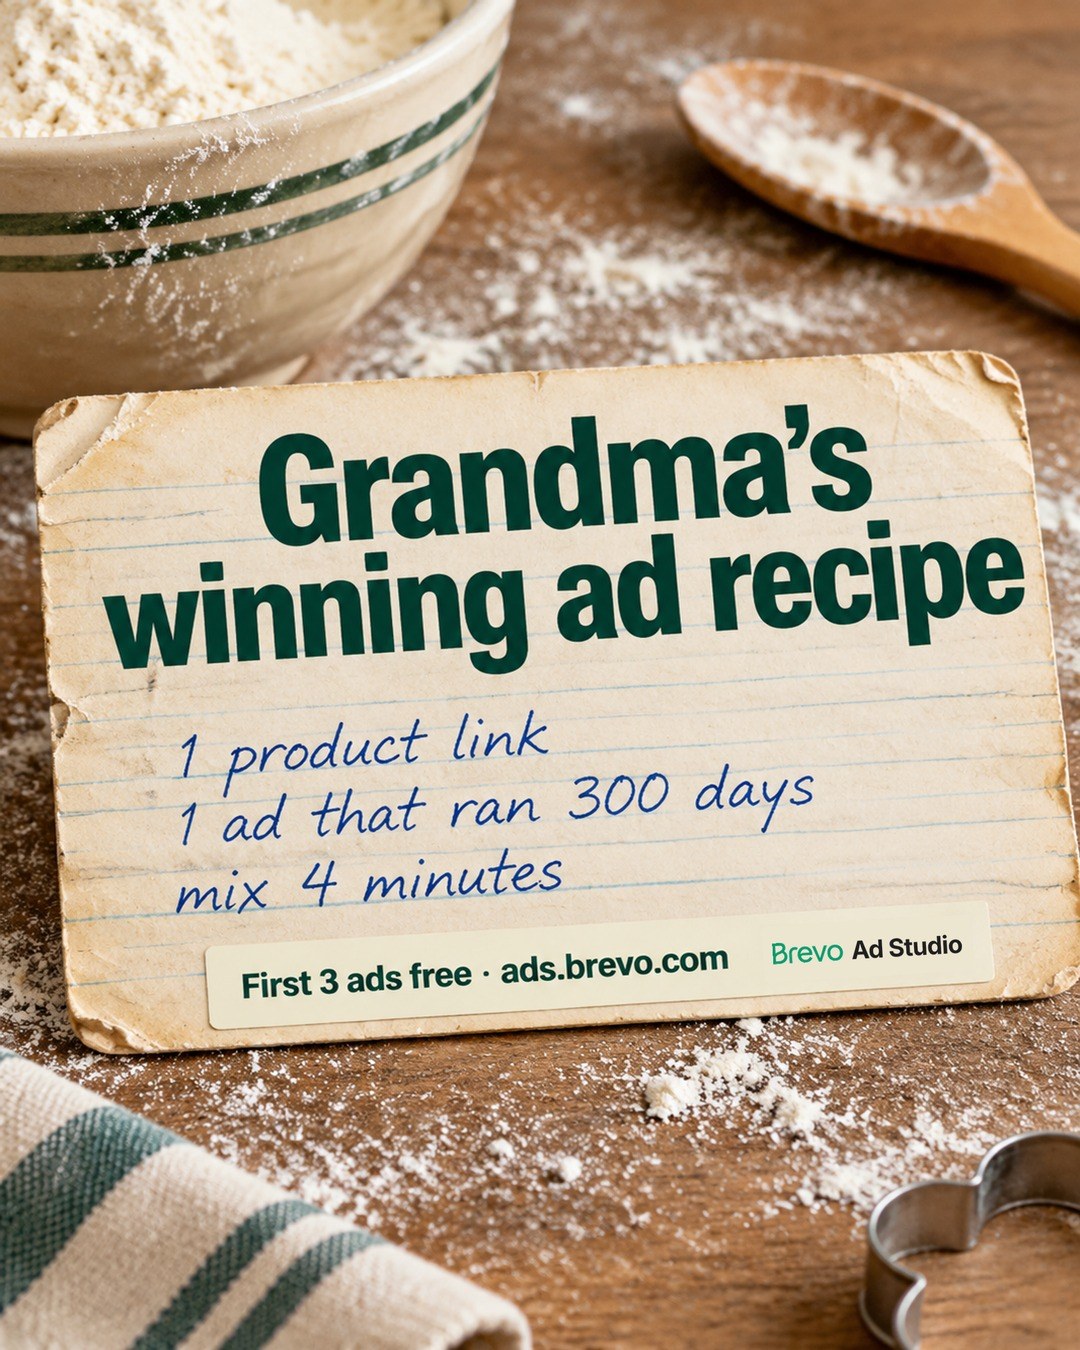 Grandma's
winning ad recipe
1 product link
1 ad that ran 300 days
mix 4 minutes
First 3 ads free · ads.brevo.com
Brevo Ad Studio